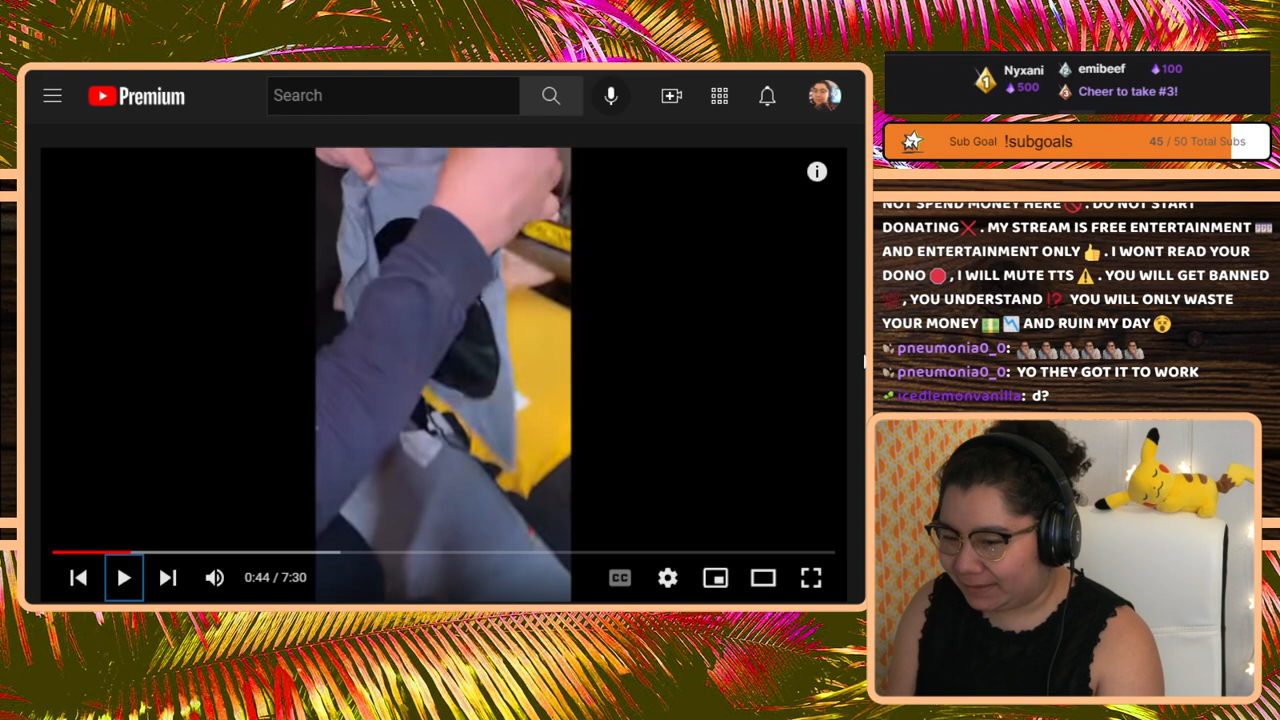 Premium
Search
0:44 / 7:30
CC
1
Nyxani
500
2
emibeef
100
3
Cheer to take #3!
Sub Goal !subgoals
45 / 50 Total Subs
NOT SPEND MONEY HERE🚫. DO NOT START
DONATING❌. MY STREAM IS FREE ENTERTAINMENT
AND ENTERTAINMENT ONLY👍. I WONT READ YOUR
DONO🛑, I WILL MUTE TTS⚠️. YOU WILL GET BANNED
💯, YOU UNDERSTAND⁉️ YOU WILL ONLY WASTE
YOUR MONEY💵📉 AND RUIN MY DAY😵
pneumonia0_0:
pneumonia0_0: YO THEY GOT IT TO WORK
icedlemonvanilla: d?